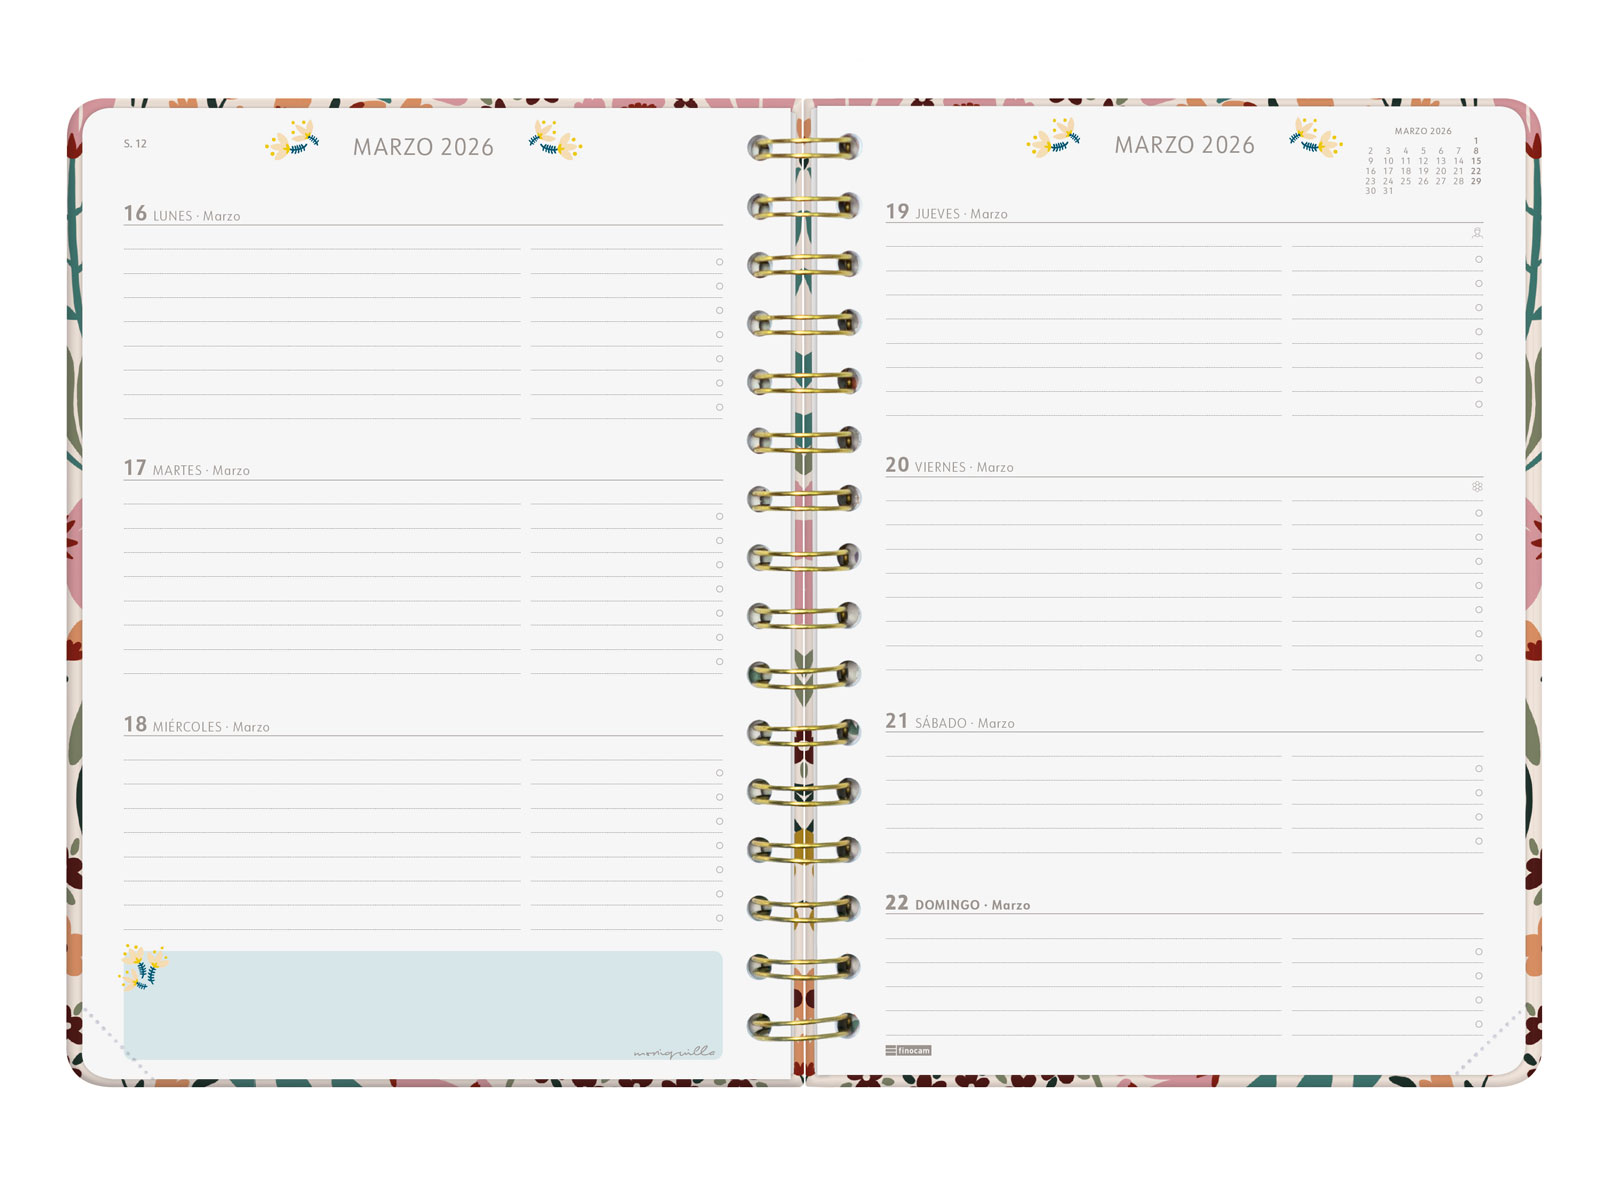 S. 12
MARZO 2026
16 LUNES · Marzo
17 MARTES · Marzo
18 MIÉRCOLES · Marzo
moniquilla
MARZO 2026
MARZO 2026
1
2 3 4 5 6 7 8
9 10 11 12 13 14 15
16 17 18 19 20 21 22
23 24 25 26 27 28 29
30 31
19 JUEVES · Marzo
20 VIERNES · Marzo
21 SÁBADO · Marzo
22 DOMINGO · Marzo
finocam